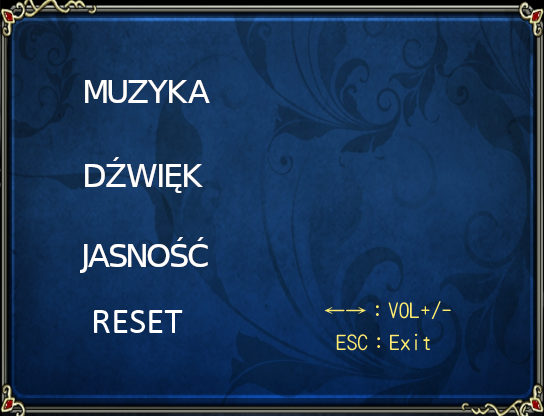 MUZYKA
DŹWIĘK
JASNOŚĆ
RESET
←→：VOL+/-
ESC：Exit